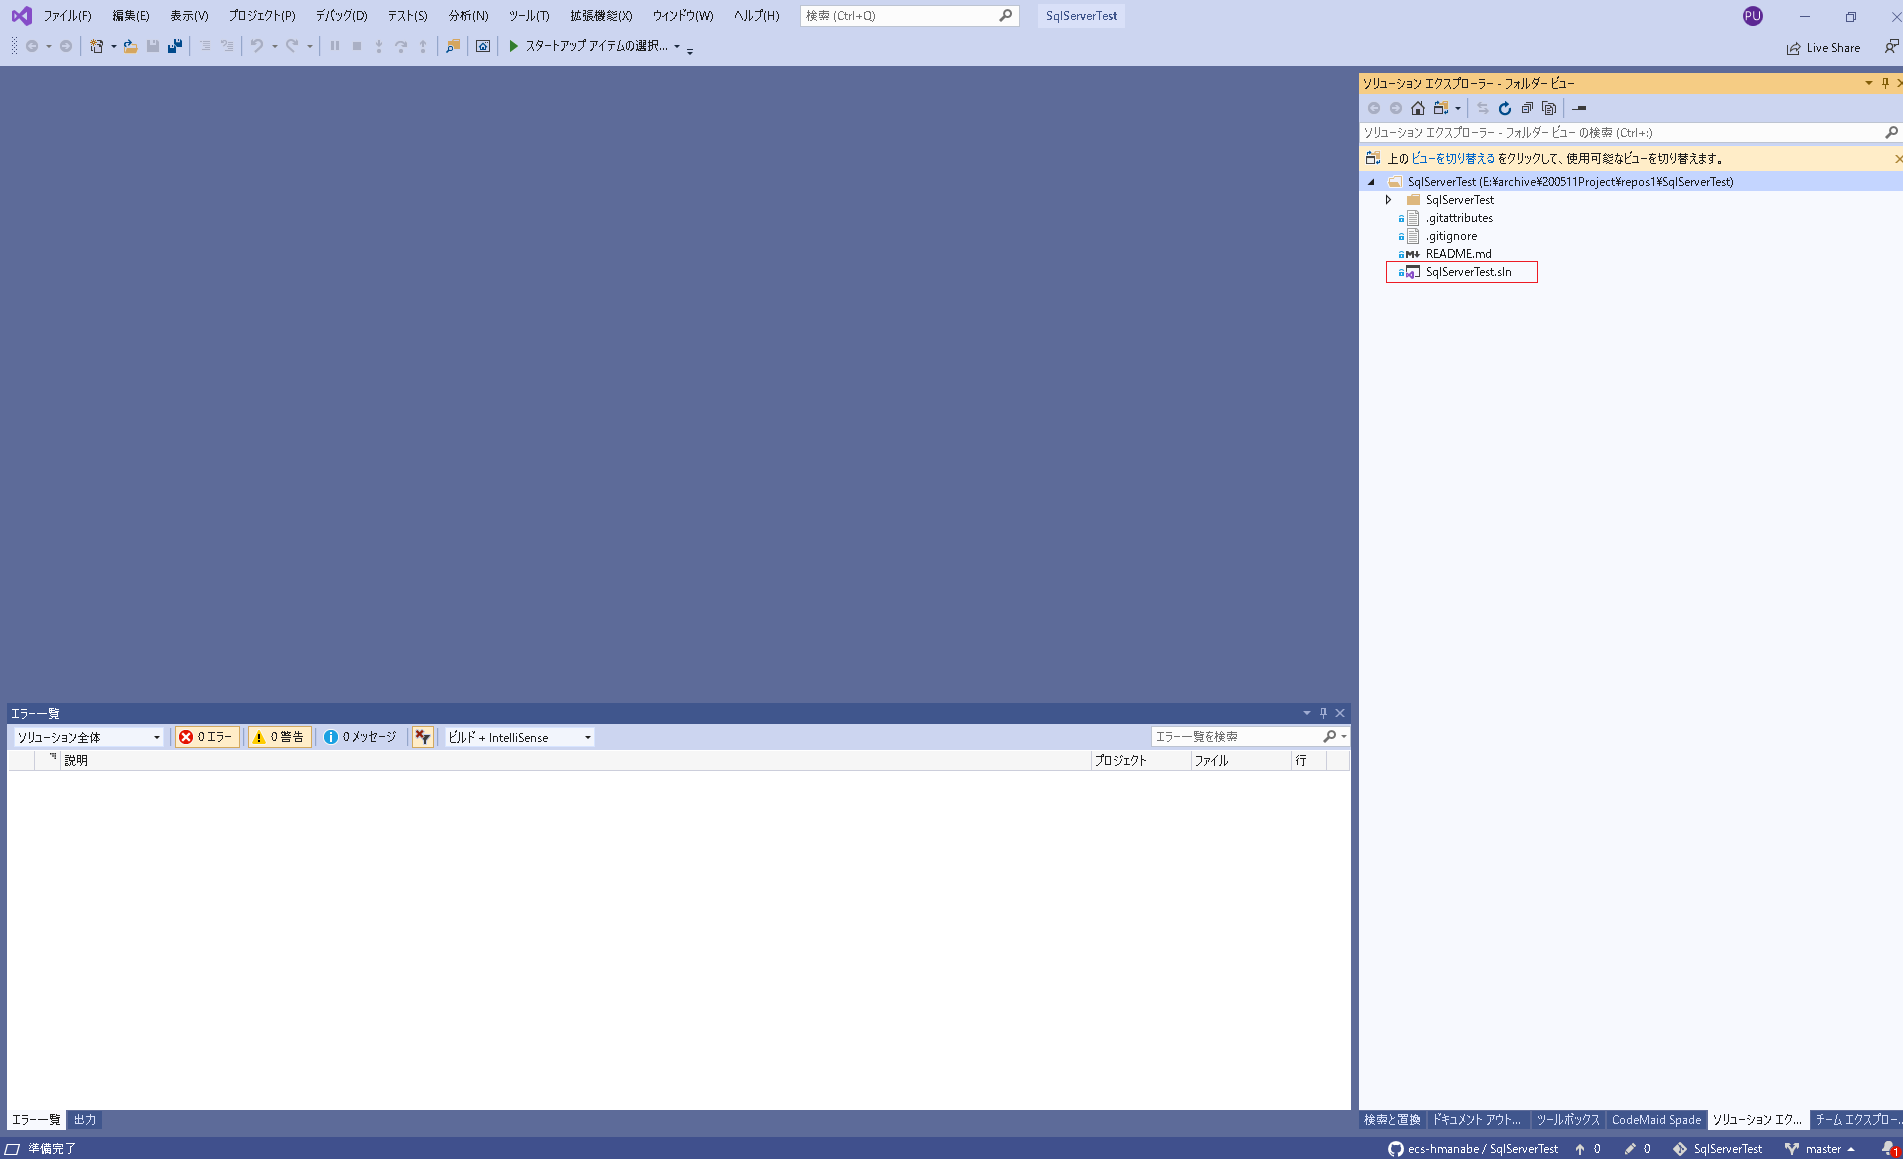 ファイル(F) 編集(E) 表示(V) プロジェクト(P) デバッグ(D) テスト(S) 分析(N) ツール(T) 拡張機能(X) ウィンドウ(W) ヘルプ(H) 検索 (Ctrl+Q) SqlServerTest PU
スタートアップ アイテムの選択... Live Share
ソリューション エクスプローラー - フォルダー ビュー
ソリューション エクスプローラー - フォルダー ビュー の検索 (Ctrl+:)
上の ビューを切り替える をクリックして、使用可能なビューを切り替えます。
SqlServerTest (E:¥archive¥200511Project¥repos1¥SqlServerTest)
SqlServerTest
.gitattributes
.gitignore
README.md
SqlServerTest.sln
エラー一覧
ソリューション全体 0 エラー 0 警告 0 メッセージ ビルド + IntelliSense エラー一覧を検索
説明 プロジェクト ファイル 行
エラー一覧 出力
検索と置換 ドキュメント アウト... ツールボックス CodeMaid Spade ソリューション エク... チーム エクスプロー...
準備完了 ecs-hmanabe / SqlServerTest 0 0 SqlServerTest master 1